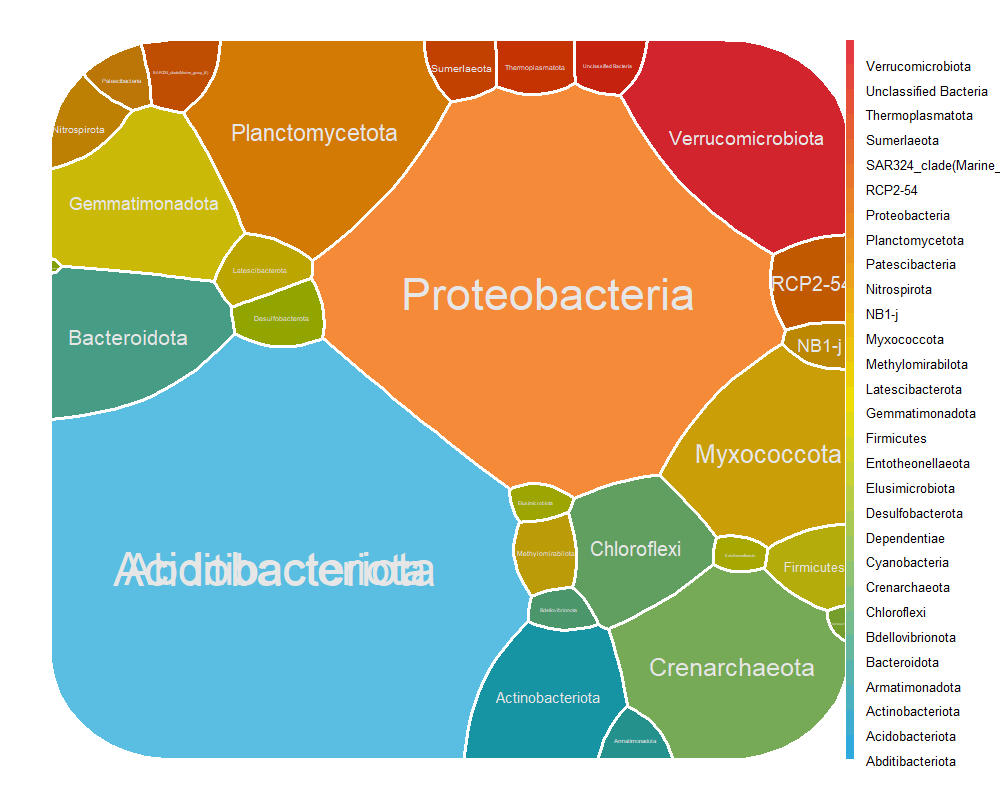 Sumerlaeota
Thermoplasmatota
Unclassified Bacteria
SAR324_clade(Marine_group_B)
Patescibacteria
Nitrospirota
Planctomycetota
Verrucomicrobiota
Gemmatimonadota
Latescibacterota
RCP2-54
Proteobacteria
Desulfobacterota
Bacteroidota
NB1-j
Myxococcota
Elusimicrobiota
Chloroflexi
Methylomirabilota
Entotheonellaeota
Firmicutes
Acidobacteriota
Abditibacteriota
Bdellovibrionota
Crenarchaeota
Actinobacteriota
Armatimonadota
Verrucomicrobiota
Unclassified Bacteria
Thermoplasmatota
Sumerlaeota
SAR324_clade(Marine_
RCP2-54
Proteobacteria
Planctomycetota
Patescibacteria
Nitrospirota
NB1-j
Myxococcota
Methylomirabilota
Latescibacterota
Gemmatimonadota
Firmicutes
Entotheonellaeota
Elusimicrobiota
Desulfobacterota
Dependentiae
Cyanobacteria
Crenarchaeota
Chloroflexi
Bdellovibrionota
Bacteroidota
Armatimonadota
Actinobacteriota
Acidobacteriota
Abditibacteriota